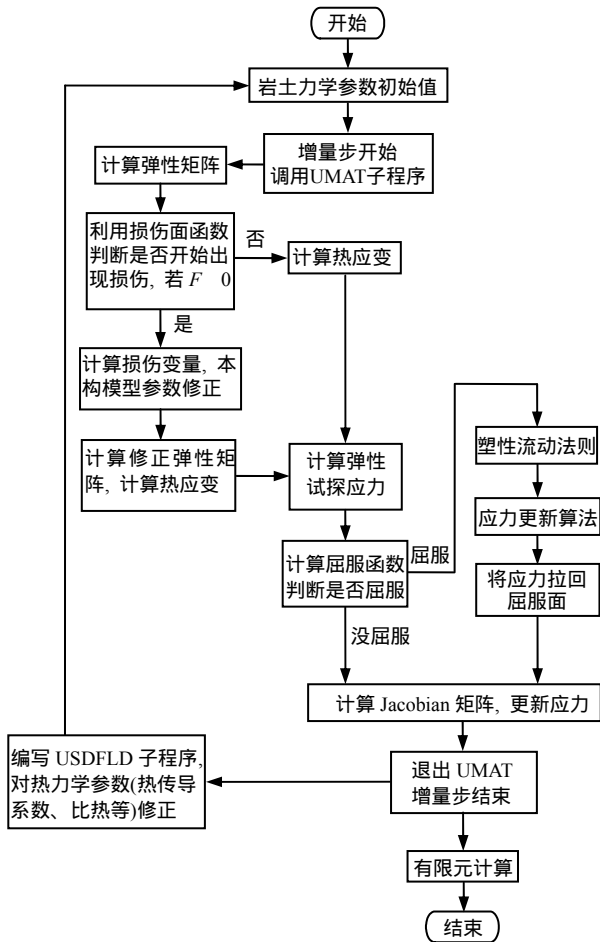 开始
岩土力学参数初始值
增量步开始
调用UMAT子程序
计算弹性矩阵
利用损伤面函数
判断是否开始出
现损伤, 若 F 0
否
计算热应变
是
计算损伤变量, 本
构模型参数修正
计算修正弹性矩
阵, 计算热应变
计算弹性
试探应力
塑性流动法则
应力更新算法
将应力拉回
屈服面
计算屈服函数
判断是否屈服
屈服
没屈服
计算 Jacobian 矩阵, 更新应力
编写 USDFLD 子程序,
对热力学参数(热传导
系数、比热等)修正
退出 UMAT
增量步结束
有限元计算
结束